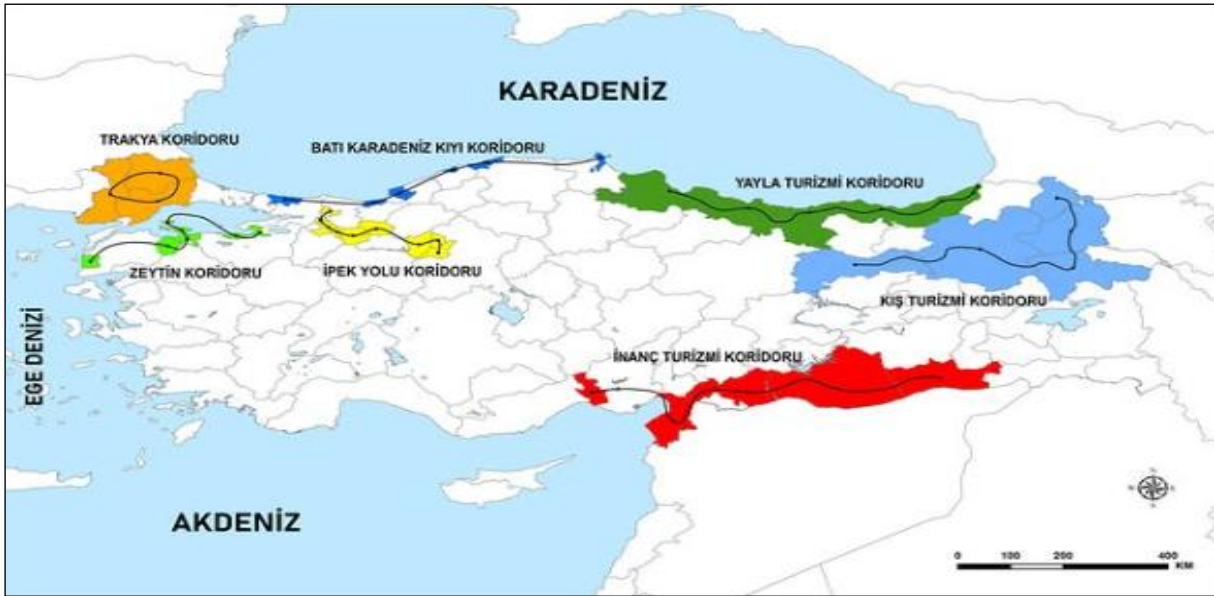 KARADENİZ
TRAKYA KORİDORU
BATI KARADENİZ KIYI KORİDORU
YAYLA TURİZMİ KORİDORU
ZEYTİN KORİDORU
İPEK YOLU KORİDORU
KIŞ TURİZMİ KORİDORU
EGE DENİZİ
İNANÇ TURİZMİ KORİDORU
AKDENİZ
0 100 200 400
KM